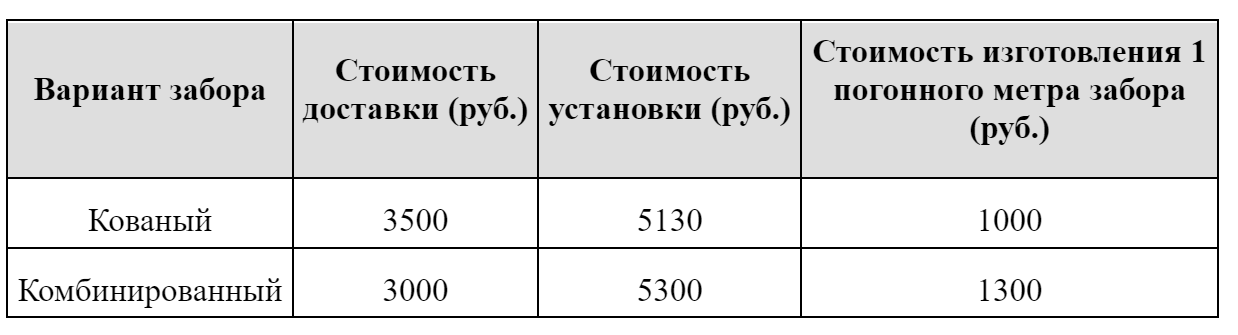 Вариант забора
Стоимость
доставки (руб.)
Стоимость
установки (руб.)
Стоимость изготовления 1
погонного метра забора
(руб.)
Кованый 3500 5130 1000
Комбинированный 3000 5300 1300